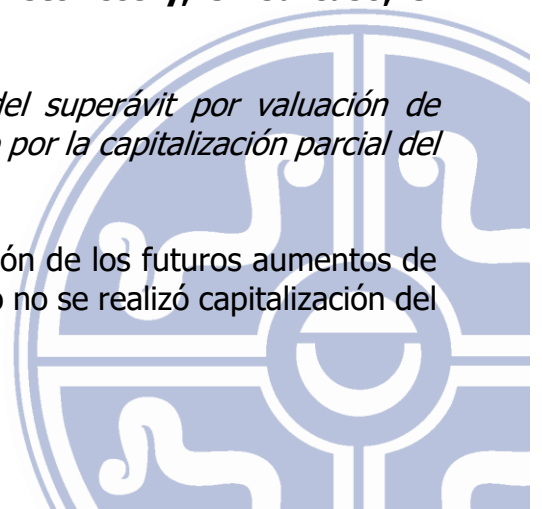 del superávit por valuación de
por la capitalización parcial del
ón de los futuros aumentos de
no se realizó capitalización del